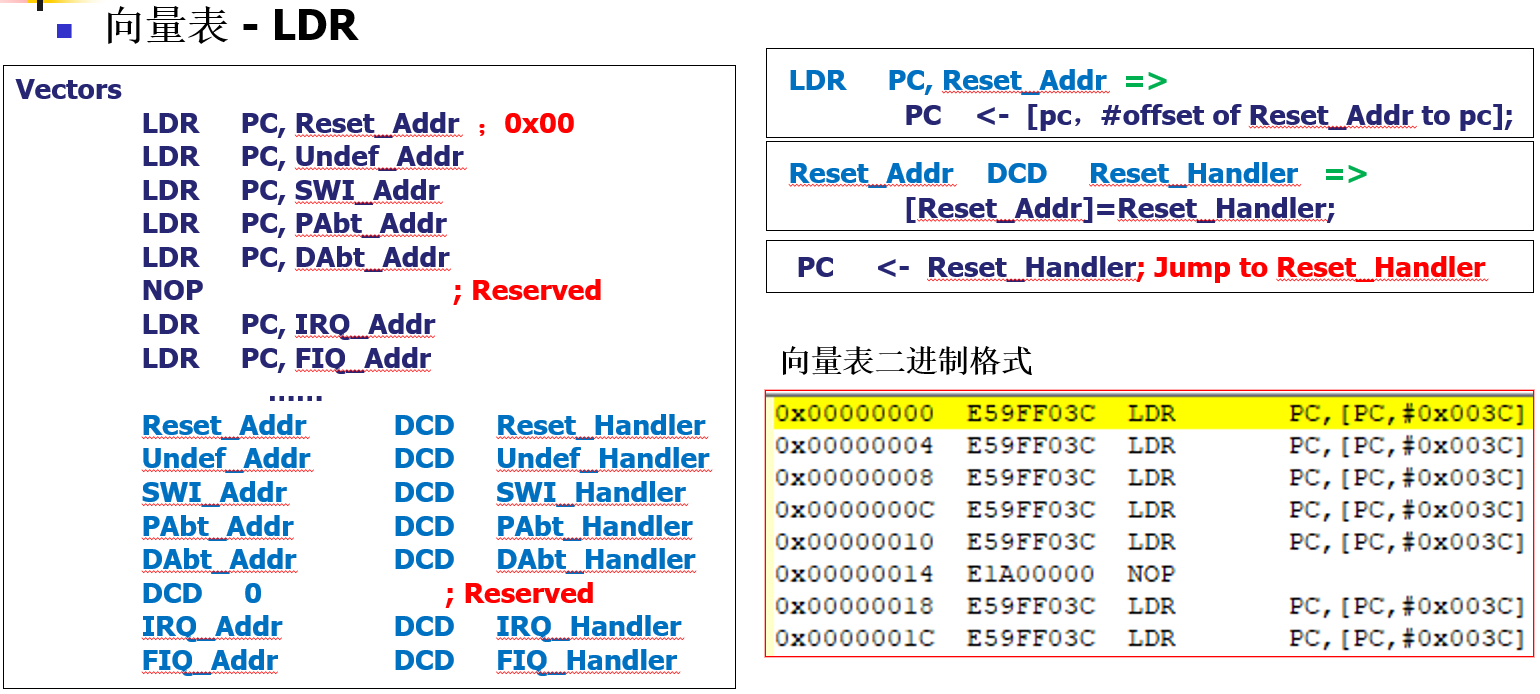 向量表 - LDR
Vectors
LDR PC, Reset_Addr ; 0x00
LDR PC, Undef_Addr
LDR PC, SWI_Addr
LDR PC, PAbt_Addr
LDR PC, DAbt_Addr
NOP ; Reserved
LDR PC, IRQ_Addr
LDR PC, FIQ_Addr
......
Reset_Addr DCD Reset_Handler
Undef_Addr DCD Undef_Handler
SWI_Addr DCD SWI_Handler
PAbt_Addr DCD PAbt_Handler
DAbt_Addr DCD DAbt_Handler
DCD 0 ; Reserved
IRQ_Addr DCD IRQ_Handler
FIQ_Addr DCD FIQ_Handler
LDR PC, Reset_Addr =>
PC <- [pc，#offset of Reset_Addr to pc];
Reset_Addr DCD Reset_Handler =>
[Reset_Addr]=Reset_Handler;
PC <- Reset_Handler; Jump to Reset_Handler
向量表二进制格式
0x00000000 E59FF03C LDR PC,[PC,#0x003C]
0x00000004 E59FF03C LDR PC,[PC,#0x003C]
0x00000008 E59FF03C LDR PC,[PC,#0x003C]
0x0000000C E59FF03C LDR PC,[PC,#0x003C]
0x00000010 E59FF03C LDR PC,[PC,#0x003C]
0x00000014 E1A00000 NOP
0x00000018 E59FF03C LDR PC,[PC,#0x003C]
0x0000001C E59FF03C LDR PC,[PC,#0x003C]